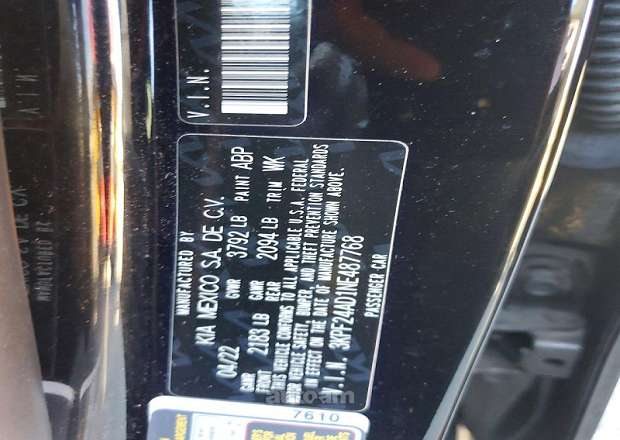 V.I.N.
MANUFACTURED BY
KIA MEXICO S.A. DE C.V.
04/22 GVWR 3792 LB PAINT ABP
FRONT GAWR 2183 LB REAR GAWR 2094 LB TRIM WK
THIS VEHICLE CONFORMS TO ALL APPLICABLE U.S.A. FEDERAL
MOTOR VEHICLE SAFETY, BUMPER, AND THEFT PREVENTION STANDARDS
IN EFFECT ON THE DATE OF MANUFACTURE SHOWN ABOVE.
V.I.N. 3KPF24AD1NE487768
PASSENGER CAR
7610
autoam